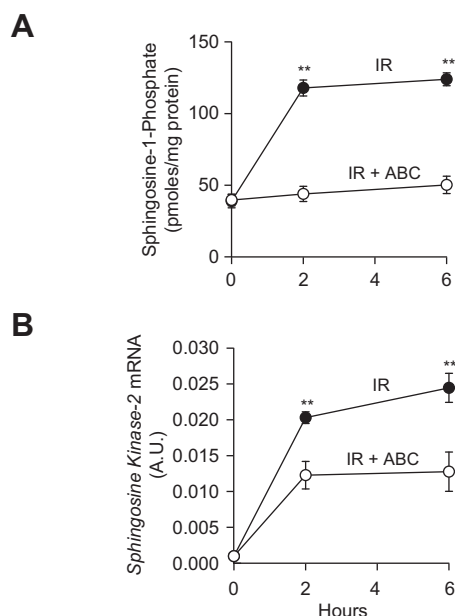 A
Sphingosine-1-Phosphate
(pmoles/mg protein)
150
100
50
0
**
IR
**
IR + ABC
0 2 4 6
B
Sphingosine Kinase-2 mRNA
(A.U.)
0.030
0.025
0.020
0.015
0.010
0.005
0.000
**
IR
**
IR + ABC
0 2 4 6
Hours